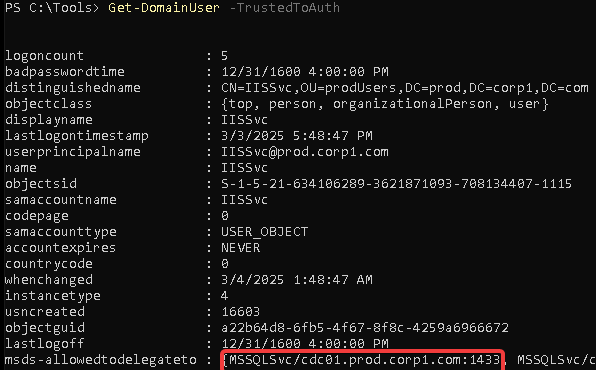 PS C:\Tools> Get-DomainUser -TrustedToAuth
logoncount : 5
badpasswordtime : 12/31/1600 4:00:00 PM
distinguishedname : CN=IISSvc,OU=prodUsers,DC=prod,DC=corp1,DC=com
objectclass : {top, person, organizationalPerson, user}
displayname : IISSvc
lastlogontimestamp : 3/3/2025 5:48:47 PM
userprincipalname : IISSvc@prod.corp1.com
name : IISSvc
objectsid : S-1-5-21-634106289-3621871093-708134407-1115
samaccountname : IISSvc
codepage : 0
samaccounttype : USER_OBJECT
accountexpires : NEVER
countrycode : 0
whenchanged : 3/4/2025 1:48:47 AM
instancetype : 4
usncreated : 16603
objectguid : a22b64d8-6fb5-4f67-8f8c-4259a6966672
lastlogoff : 12/31/1600 4:00:00 PM
msds-allowedtodelegateto : {MSSQLSvc/cdc01.prod.corp1.com:1433, MSSQLSvc/c